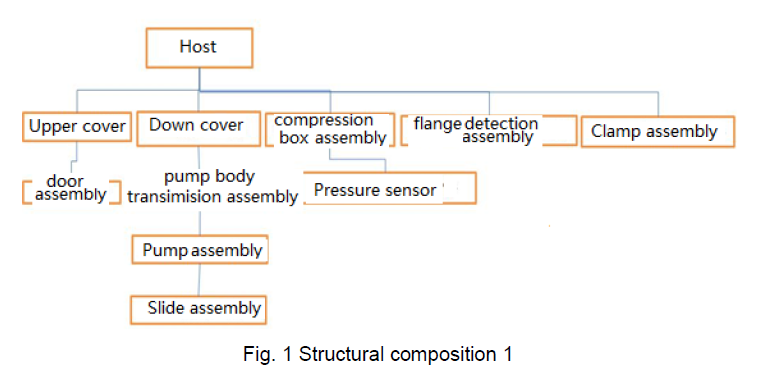 Host
Upper cover
Down cover
compression
box assembly
flange detection
assembly
Clamp assembly
door
assembly
pump body
transimision assembly
Pressure sensor
Pump assembly
Slide assembly
Fig. 1 Structural composition 1